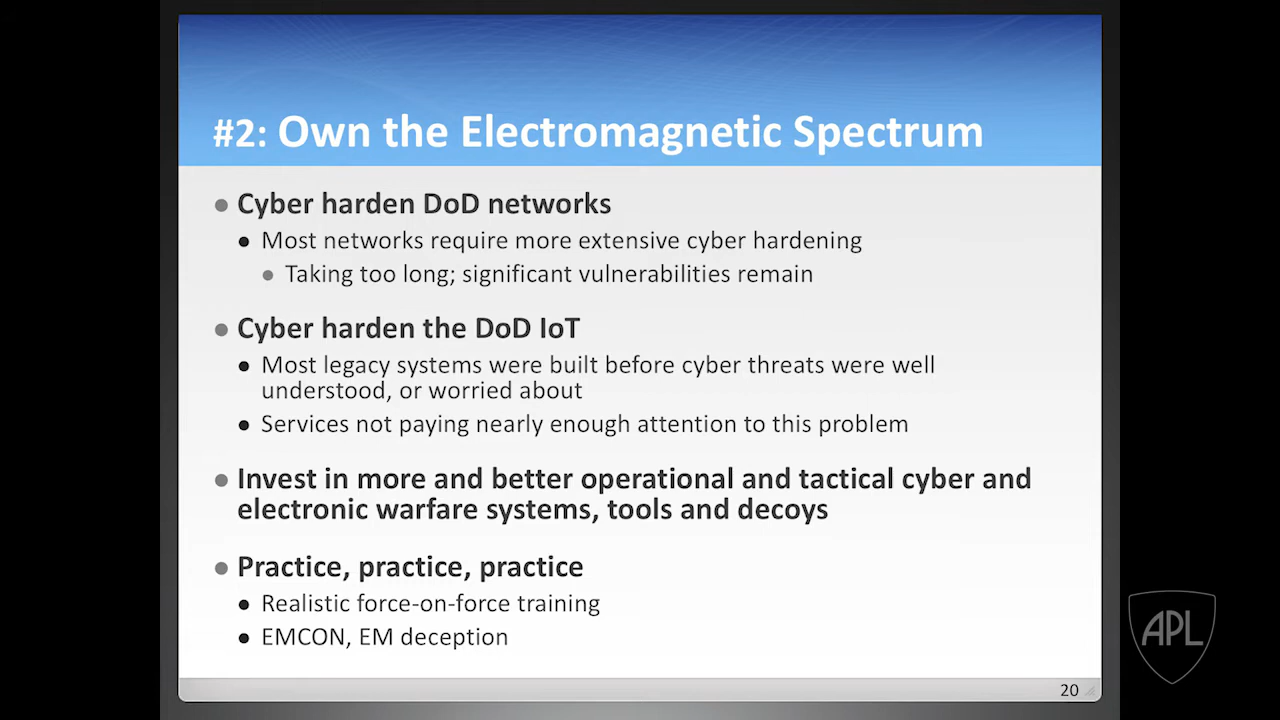 #2: Own the Electromagnetic Spectrum
Cyber harden DoD networks
Most networks require more extensive cyber hardening
Taking too long; significant vulnerabilities remain
Cyber harden the DoD IoT
Most legacy systems were built before cyber threats were well
understood, or worried about
Services not paying nearly enough attention to this problem
Invest in more and better operational and tactical cyber and
electronic warfare systems, tools and decoys
Practice, practice, practice
Realistic force-on-force training
EMCON, EM deception
20
APL